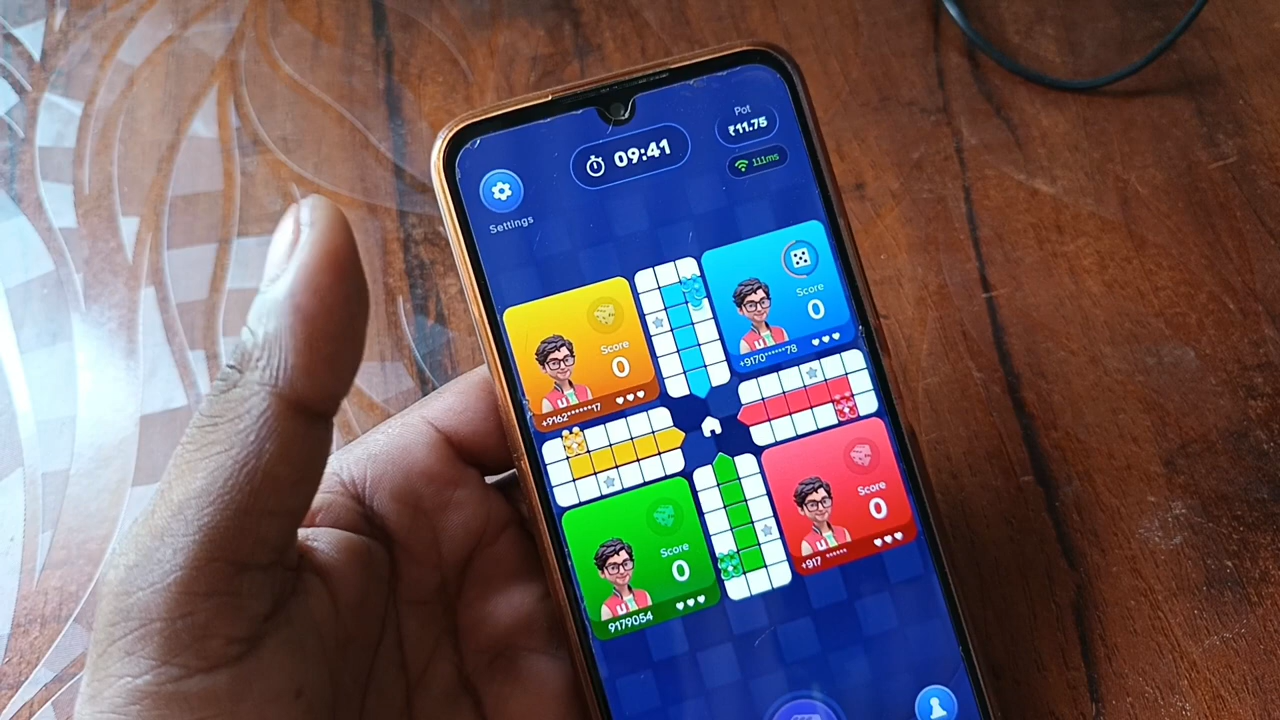 Pot
₹11.75
09:41
111ms
Settings
Score
0
+9170******78
Score
0
+9162******17
Score
0
+917 ******
Score
0
9179054